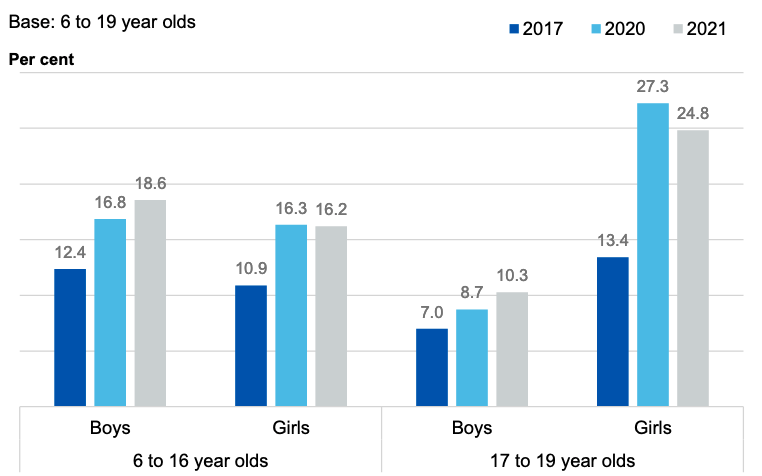 Base: 6 to 19 year olds
2017 2020 2021
Per cent
12.4 16.8 18.6 10.9 16.3 16.2 7.0 8.7 10.3 13.4 27.3 24.8
Boys Girls Boys Girls
6 to 16 year olds 17 to 19 year olds